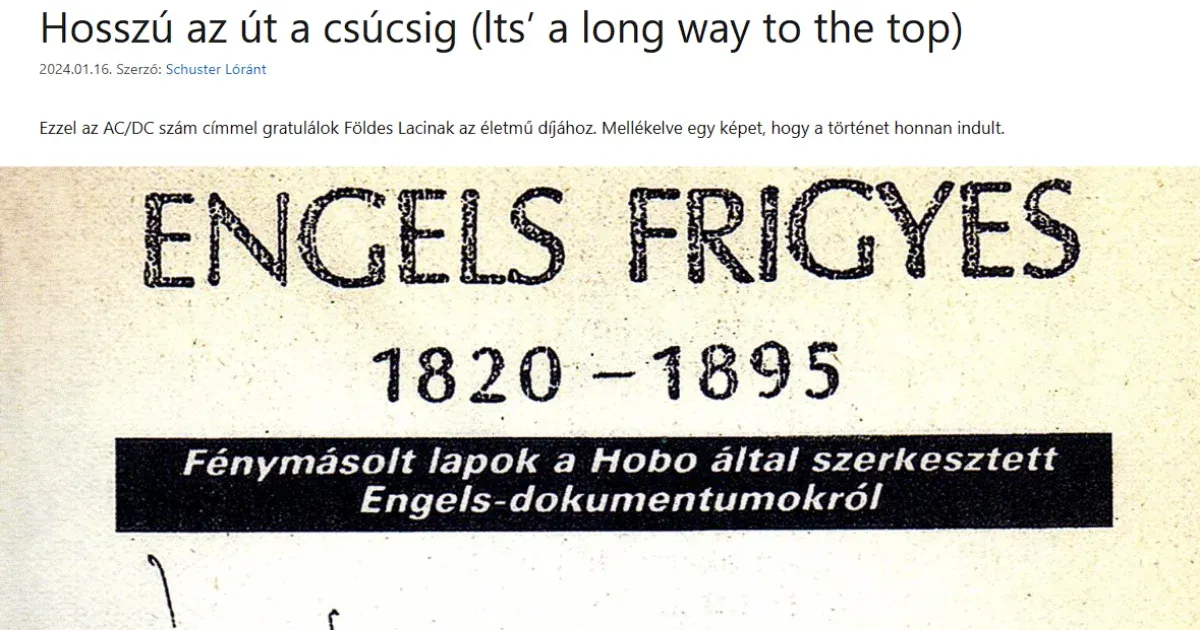 Hosszú az út a csúcsig (Its’ a long way to the top)
2024.01.16. Szerző: Schuster Lóránt
Ezzel az AC/DC szám címmel gratulálok Földes Lacinak az életmű díjához. Mellékelve egy képet, hogy a történet honnan indult.
ENGELS FRIGYES
1820 – 1895
Fénymásolt lapok a Hobo által szerkesztett
Engels-dokumentumokról